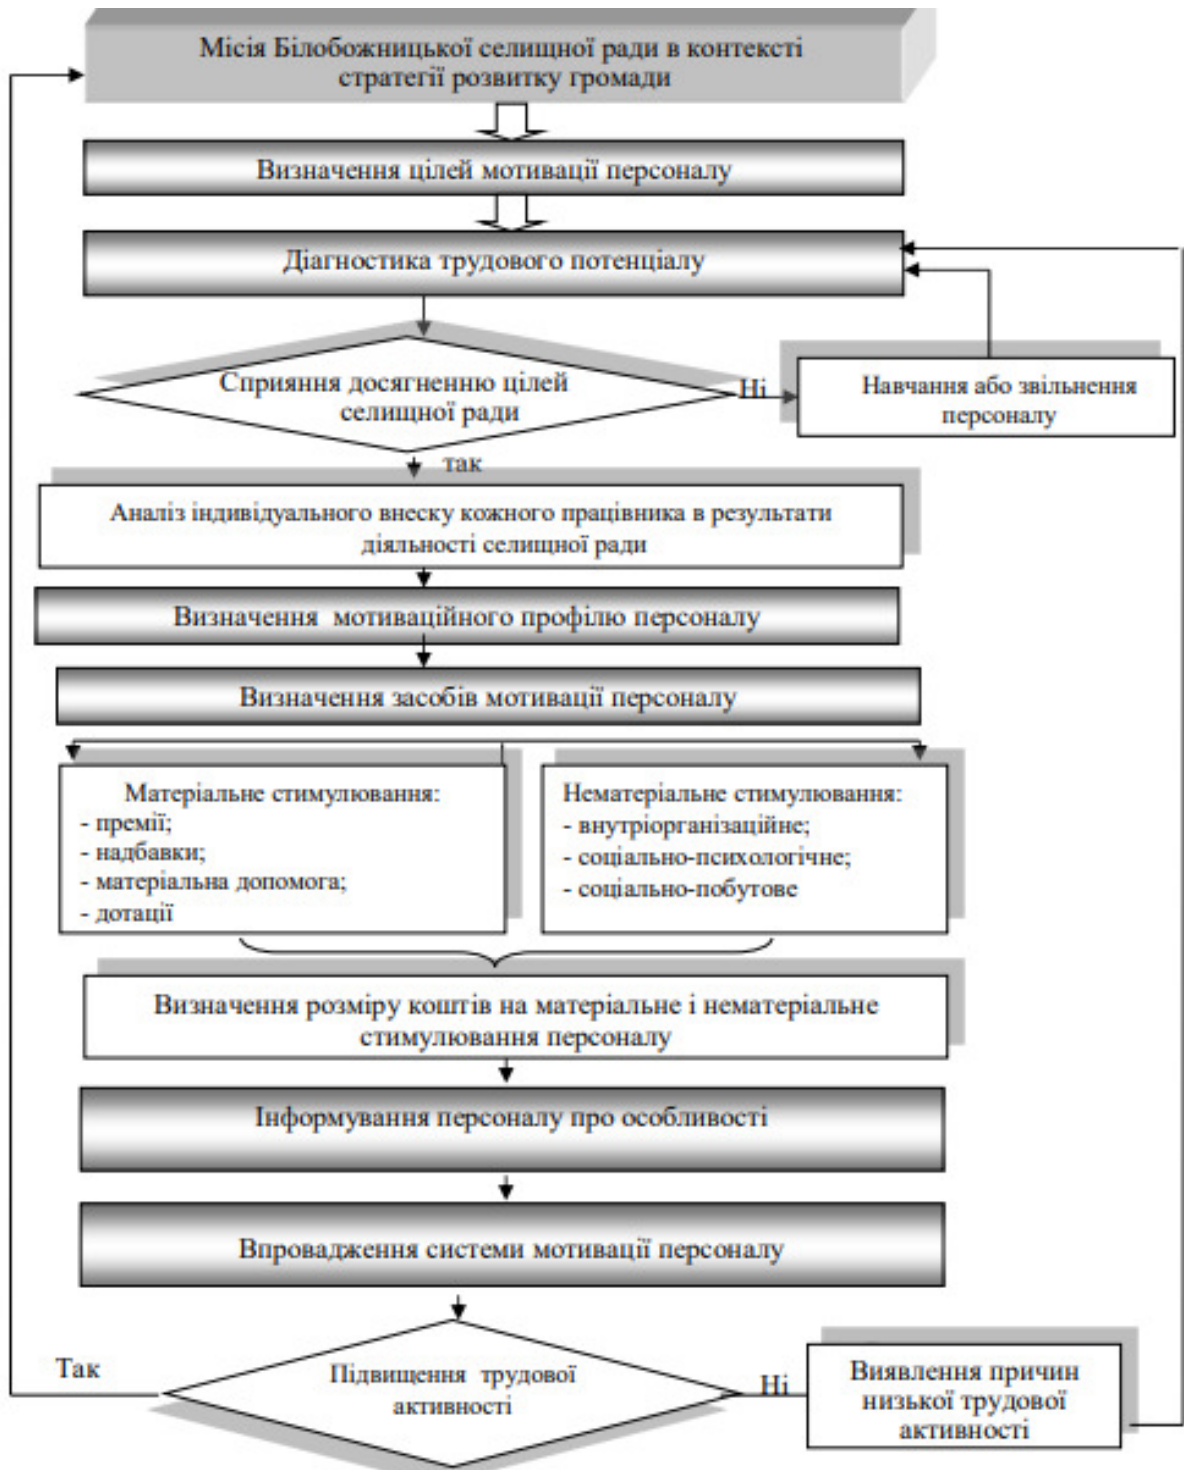 Місія Білобожницької селищної ради в контексті
стратегії розвитку громади
Визначення цілей мотивації персоналу
Діагностика трудового потенціалу
Сприяння досягненню цілей
селищної ради
Ні
Навчання або звільнення
персоналу
так
Аналіз індивідуального внеску кожного працівника в результати
діяльності селищної ради
Визначення мотиваційного профілю персоналу
Визначення засобів мотивації персоналу
Матеріальне стимулювання:
- премії;
- надбавки;
- матеріальна допомога;
- дотації
Нематеріальне стимулювання:
- внутріорганізаційне;
- соціально-психологічне;
- соціально-побутове
Визначення розміру коштів на матеріальне і нематеріальне
стимулювання персоналу
Інформування персоналу про особливості
Впровадження системи мотивації персоналу
Так
Підвищення трудової
активності
Ні
Виявлення причин
низької трудової
активності